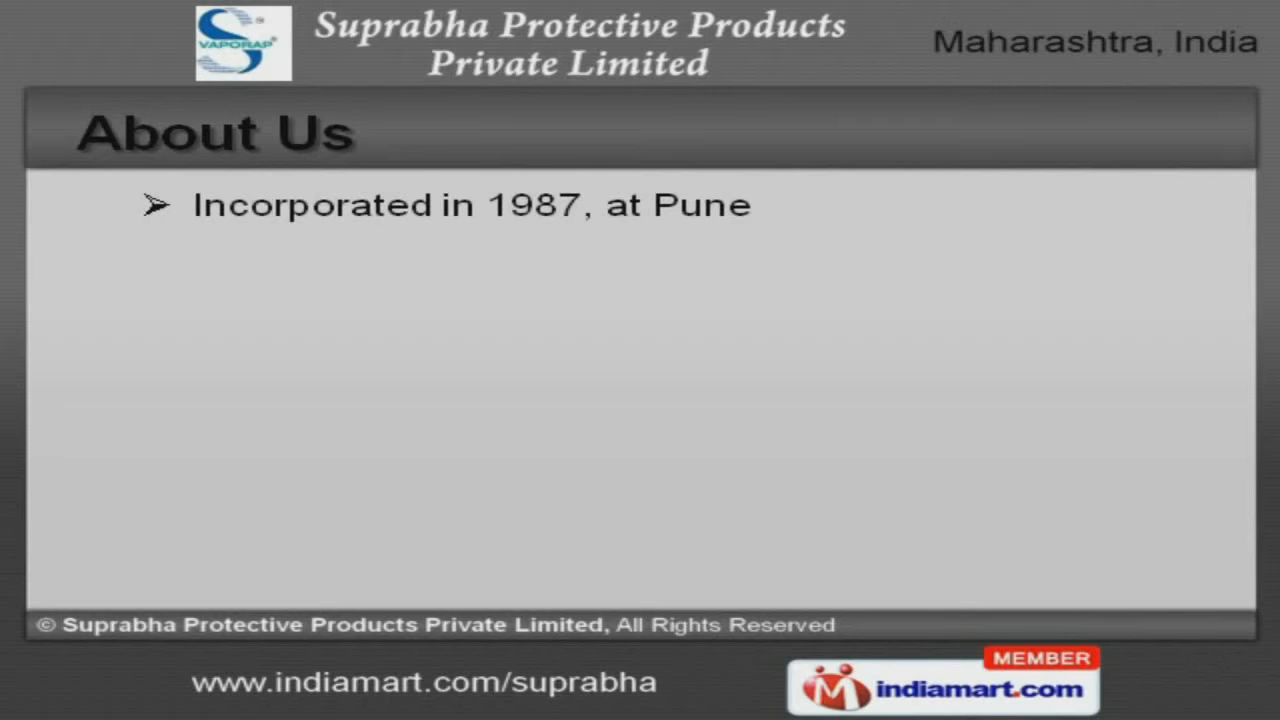 VAPORAP
Suprabha Protective Products
Private Limited
Maharashtra, India
About Us
➢ Incorporated in 1987, at Pune
© Suprabha Protective Products Private Limited, All Rights Reserved
www.indiamart.com/suprabha
MEMBER
indiamart.com